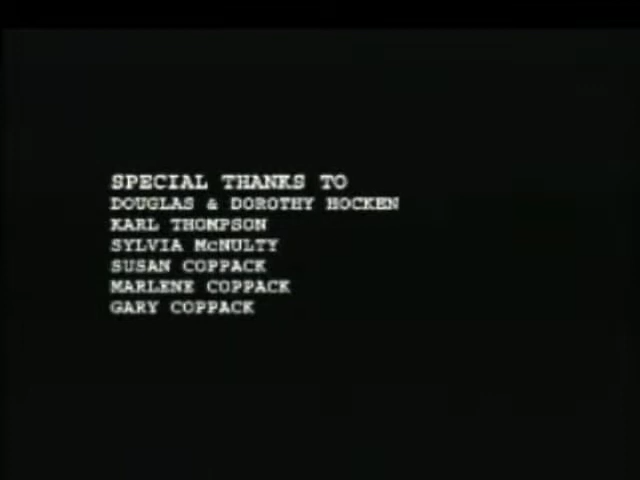 SPECIAL THANKS TO
DOUGLAS & DOROTHY HOCKEN
KARL THOMPSON
SYLVIA McNULTY
SUSAN COPPACK
MARLENE COPPACK
GARY COPPACK